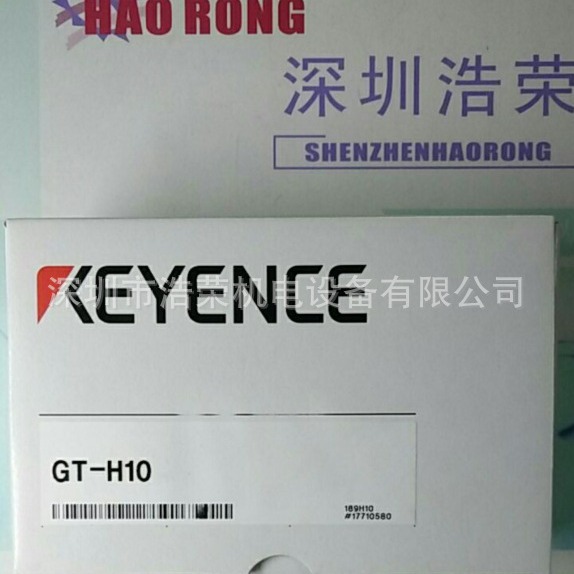 HAO RONG
深圳浩荣
SHENZHENHAORONG
KEYENCE
深圳市浩荣机电设备有限公司
GT-H10
189H10
#17710580